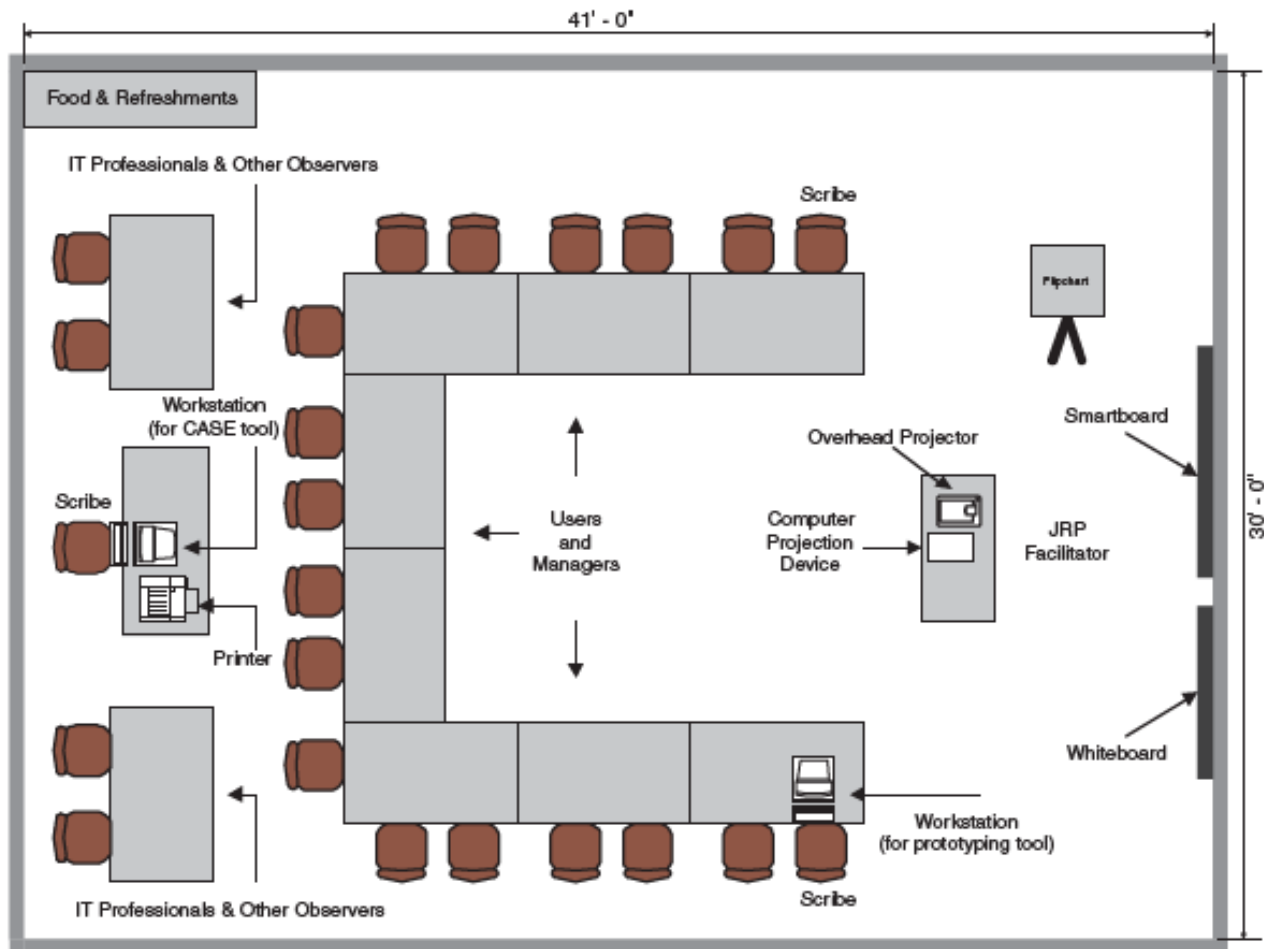 41' - 0"
Food & Refreshments
IT Professionals & Other Observers
Scribe
Flipchart
Workstation
(for CASE tool)
Smartboard
Overhead Projector
30' - 0"
Scribe
Users
and
Managers
Computer
Projection
Device
JRP
Facilitator
Printer
Whiteboard
Workstation
(for prototyping tool)
Scribe
IT Professionals & Other Observers